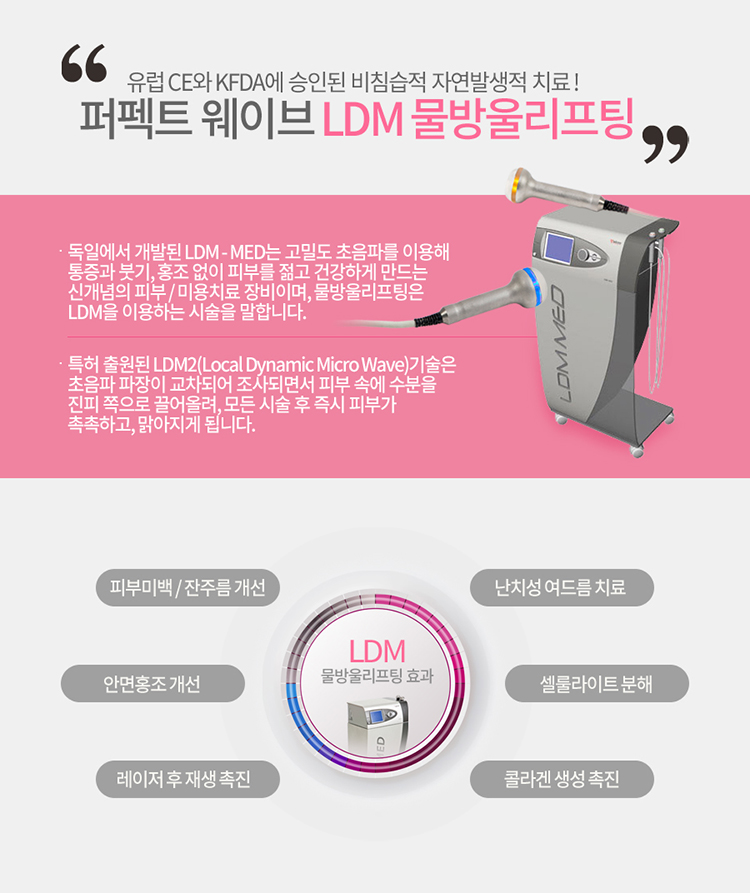 “
유럽 CE와 KFDA에 승인된 비침습적 자연발생적 치료!
퍼펙트 웨이브 LDM 물방울리프팅
”
· 독일에서 개발된 LDM - MED는 고밀도 초음파를 이용해
통증과 붓기, 홍조 없이 피부를 젊고 건강하게 만드는
신개념의 피부 / 미용치료 장비이며, 물방울리프팅은
LDM을 이용하는 시술을 말합니다.
· 특허 출원된 LDM2(Local Dynamic Micro Wave)기술은
초음파 파장이 교차되어 조사되면서 피부 속에 수분을
진피 쪽으로 끌어올려, 모든 시술 후 즉시 피부가
촉촉하고, 맑아지게 됩니다.
LDM MED
피부미백 / 잔주름 개선
난치성 여드름 치료
LDM
물방울리프팅 효과
MED
안면홍조 개선
셀룰라이트 분해
레이저 후 재생 촉진
콜라겐 생성 촉진